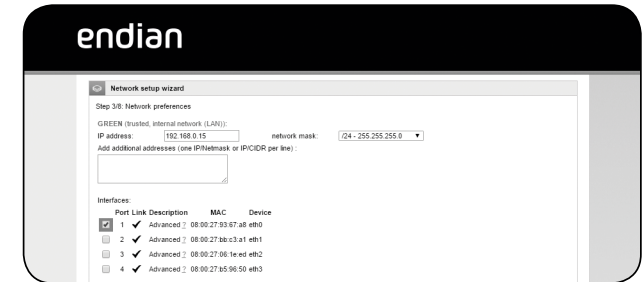 endian
Network setup wizard
Step 3/8: Network preferences
GREEN (trusted, internal network (LAN)):
IP address: 192.168.0.15 network mask: /24 - 255.255.255.0
Add additional addresses (one IP/Netmask or IP/CIDR per line) :
Interfaces:
Port Link Description MAC Device
1 ✓ Advanced ? 08:00:27:93:67:a8 eth0
2 ✓ Advanced ? 08:00:27:bb:c3:a1 eth1
3 ✓ Advanced ? 08:00:27:06:1e:ed eth2
4 ✓ Advanced ? 08:00:27:b5:96:50 eth3